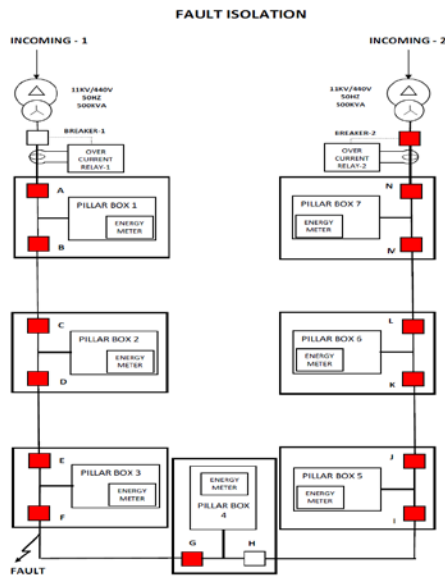 FAULT ISOLATION
INCOMING - 1
INCOMING - 2
11KV/440V
50HZ
500KVA
11KV/440V
50HZ
500KVA
BREAKER-1
BREAKER-2
OVER
CURRENT
RELAY-1
OVER
CURRENT
RELAY-2
A
PILLAR BOX 1
ENERGY
METER
B
N
PILLAR BOX 7
ENERGY
METER
M
C
PILLAR BOX 2
ENERGY
METER
D
L
PILLAR BOX 6
ENERGY
METER
K
E
PILLAR BOX 3
ENERGY
METER
F
ENERGY
METER
PILLAR BOX
4
G
H
J
PILLAR BOX 5
ENERGY
METER
I
FAULT